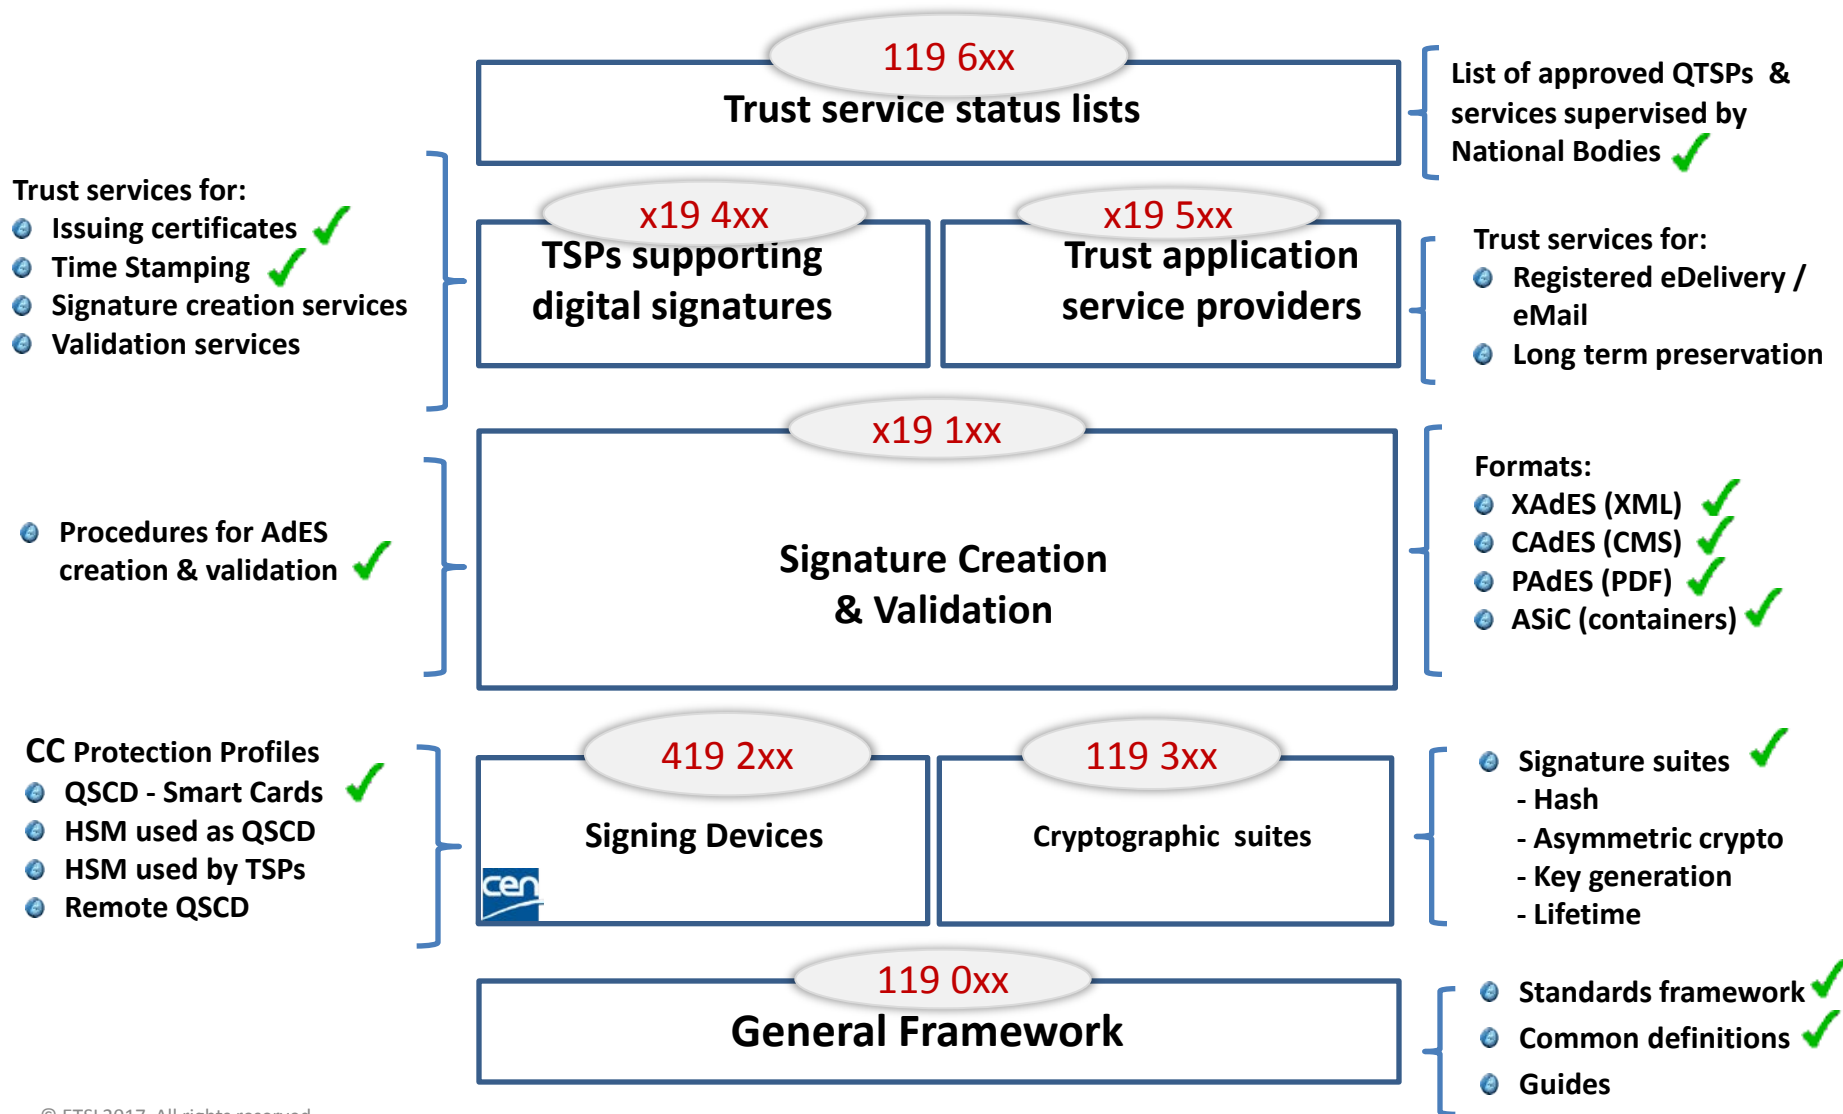 119 6xx
Trust service status lists
List of approved QTSPs &
services supervised by
National Bodies
Trust services for:
Issuing certificates
Time Stamping
Signature creation services
Validation services
x19 4xx
TSPs supporting
digital signatures
x19 5xx
Trust application
service providers
Trust services for:
Registered eDelivery /
eMail
Long term preservation
x19 1xx
Signature Creation
& Validation
Procedures for AdES
creation & validation
Formats:
XAdES (XML)
CAdES (CMS)
PAdES (PDF)
ASiC (containers)
CC Protection Profiles
QSCD - Smart Cards
HSM used as QSCD
HSM used by TSPs
Remote QSCD
419 2xx
Signing Devices
cen
119 3xx
Cryptographic suites
Signature suites
- Hash
- Asymmetric crypto
- Key generation
- Lifetime
119 0xx
General Framework
Standards framework
Common definitions
Guides
© ETSI 2017. All rights reserved